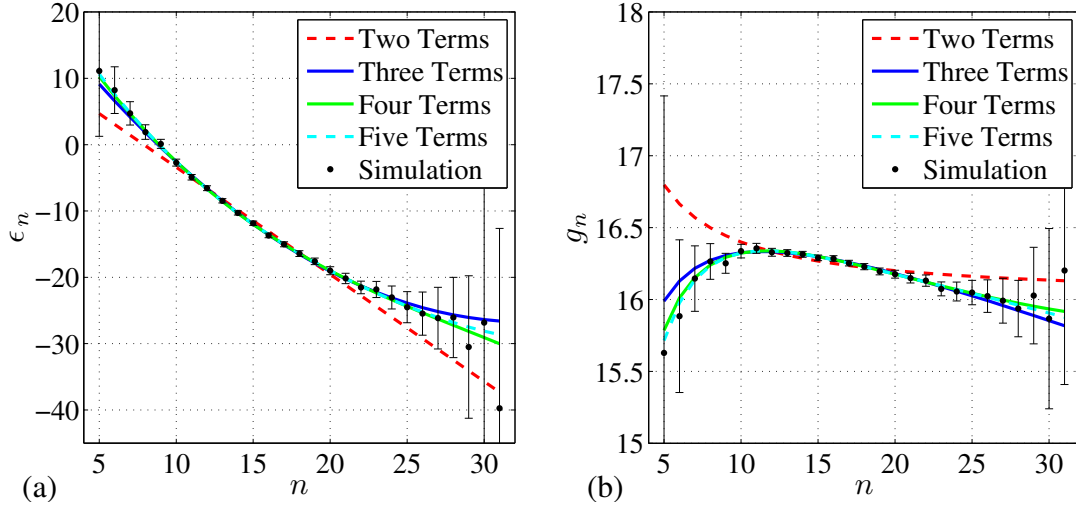 20
10
0
−10
−20
−30
−40
ϵn
Two Terms
Three Terms
Four Terms
Five Terms
Simulation
5 10 15 20 25 30
n
(a)
18
17.5
17
16.5
16
15.5
15
gn
Two Terms
Three Terms
Four Terms
Five Terms
Simulation
5 10 15 20 25 30
n
(b)